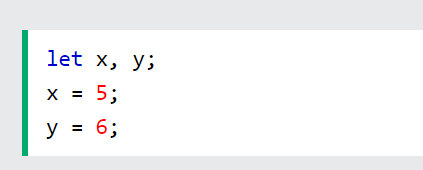 let x, y;
x = 5;
y = 6;